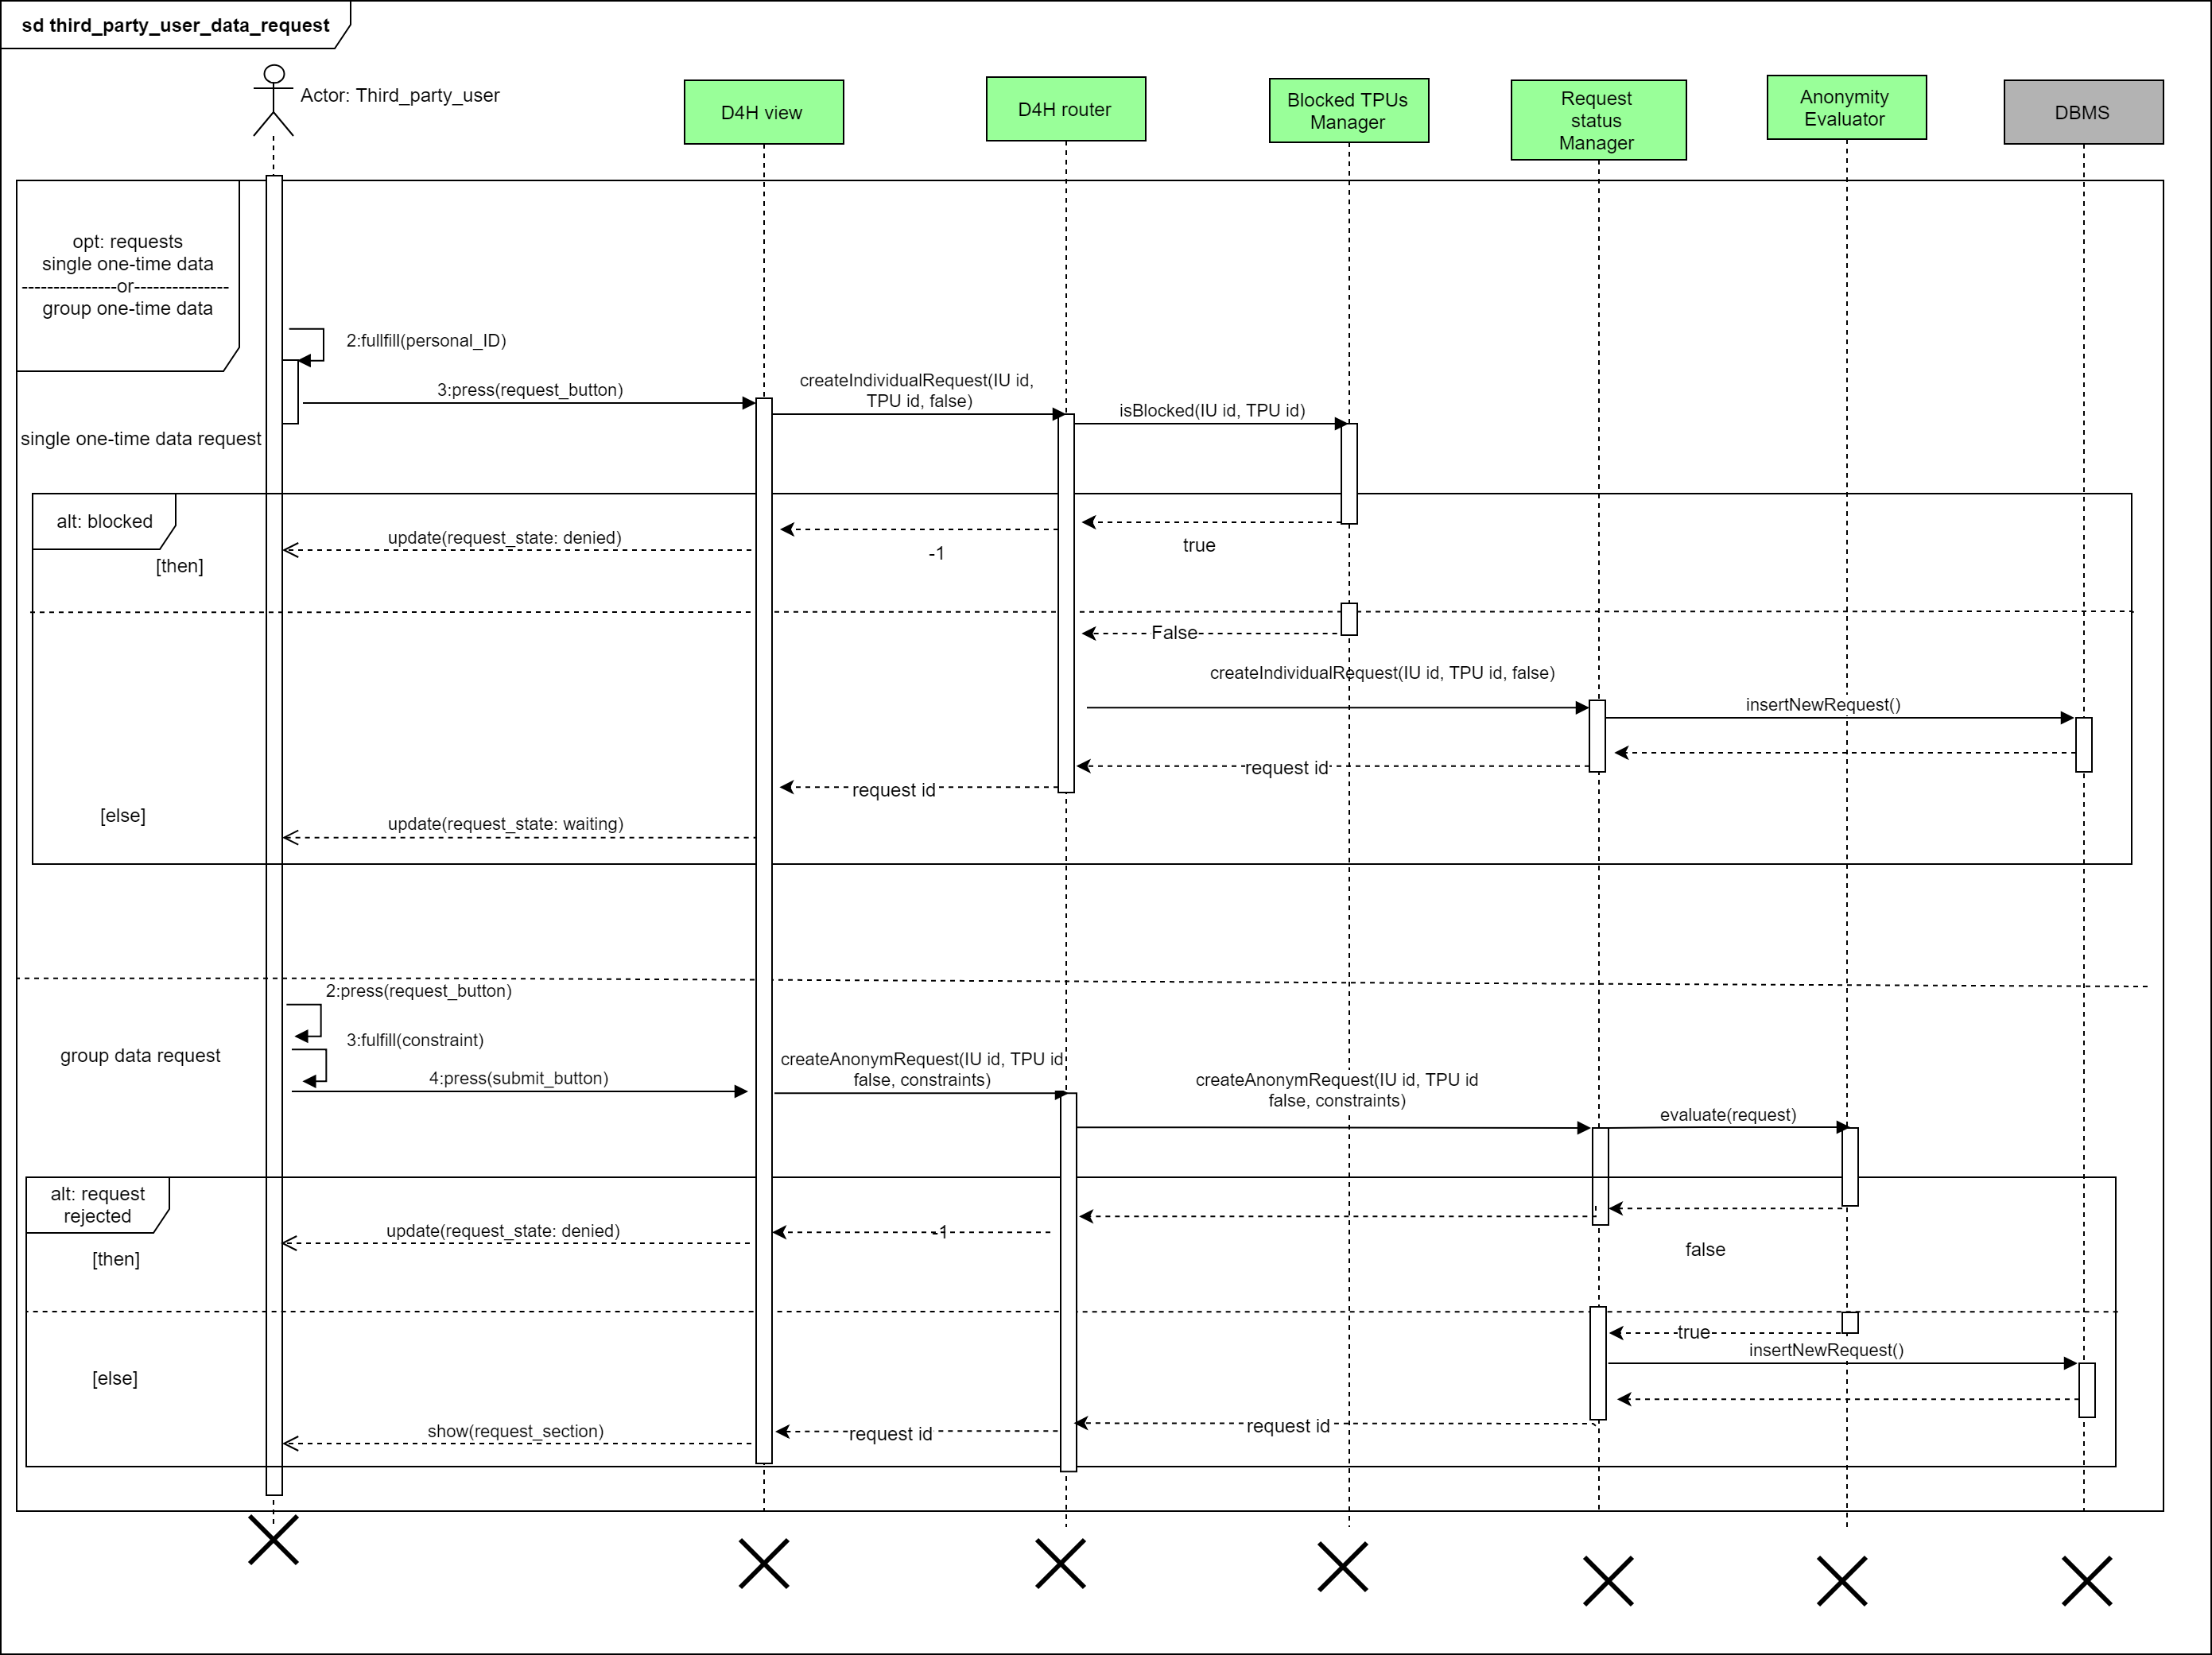 sd third_party_user_data_request
Actor: Third_party_user
D4H view
D4H router
Blocked TPUs
Manager
Request
status
Manager
Anonymity
Evaluator
DBMS
opt: requests
single one-time data
---------------or---------------
group one-time data
2:fullfill(personal_ID)
3:press(request_button)
createIndividualRequest(IU id,
TPU id, false)
isBlocked(IU id, TPU id)
single one-time data request
alt: blocked
[then]
update(request_state: denied)
-1
true
False
createIndividualRequest(IU id, TPU id, false)
insertNewRequest()
request id
request id
[else]
update(request_state: waiting)
2:press(request_button)
3:fulfill(constraint)
group data request
4:press(submit_button)
createAnonymRequest(IU id, TPU id
false, constraints)
createAnonymRequest(IU id, TPU id
false, constraints)
evaluate(request)
alt: request
rejected
[then]
update(request_state: denied)
-1
false
true
insertNewRequest()
[else]
request id
request id
show(request_section)